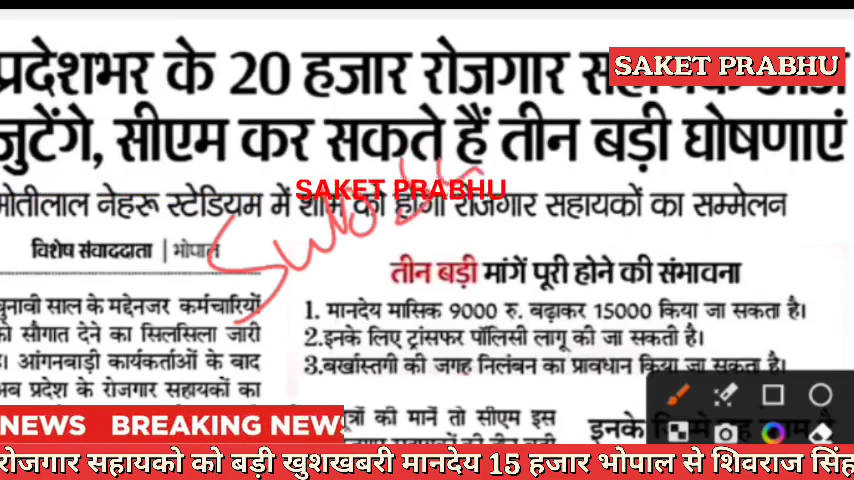 प्रदेशभर के 20 हजार रोजगार
SAKET PRABHU
जुटेंगे, सीएम कर सकते हैं तीन बड़ी घोषणाएं
SAKET PRABHU
मोतीलाल नेहरू स्टेडियम में शाम को होगा रोजगार सहायकों का सम्मेलन
विशेष संवाददाता | भोपाल
चुनावी साल के मद्देनजर कर्मचारियों
को सौगात देने का सिलसिला जारी
है। आंगनबाड़ी कार्यकर्ताओं के बाद
अब प्रदेश के रोजगार सहायकों का
तीन बड़ी मांगें पूरी होने की संभावना
1. मानदेय मासिक 9000 रु. बढ़ाकर 15000 किया जा सकता है।
2.इनके लिए ट्रांसफर पॉलिसी लागू की जा सकती है।
3.बर्खास्तगी की जगह निलंबन का प्रावधान किया जा सकता है।
सूत्रों की मानें तो सीएम इस
इनके
NEWS BREAKING NEWS
रोजगार सहायको को बड़ी खुशखबरी मानदेय 15 हजार भोपाल से शिवराज सिंह